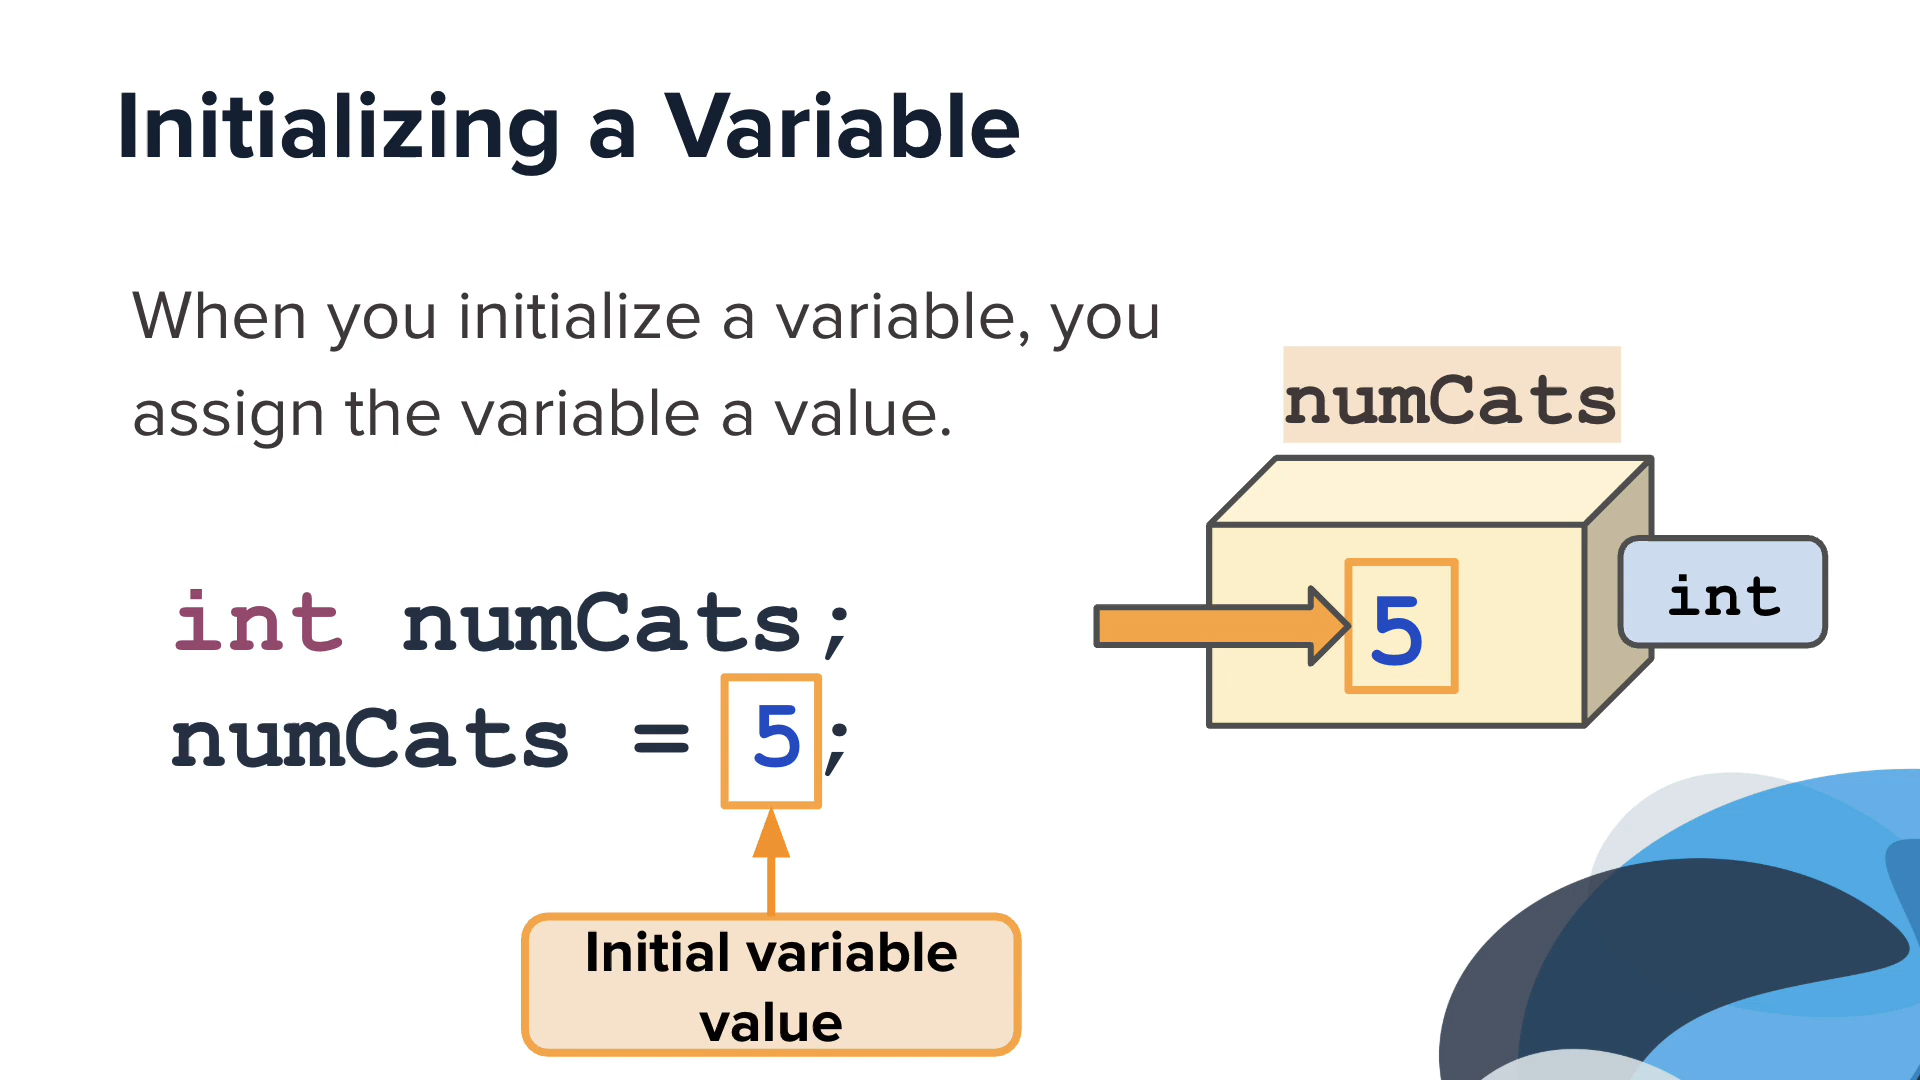 Initializing a Variable
When you initialize a variable, you
assign the variable a value.
int numCats;
numCats = 5;
Initial variable
value
numCats
5
int